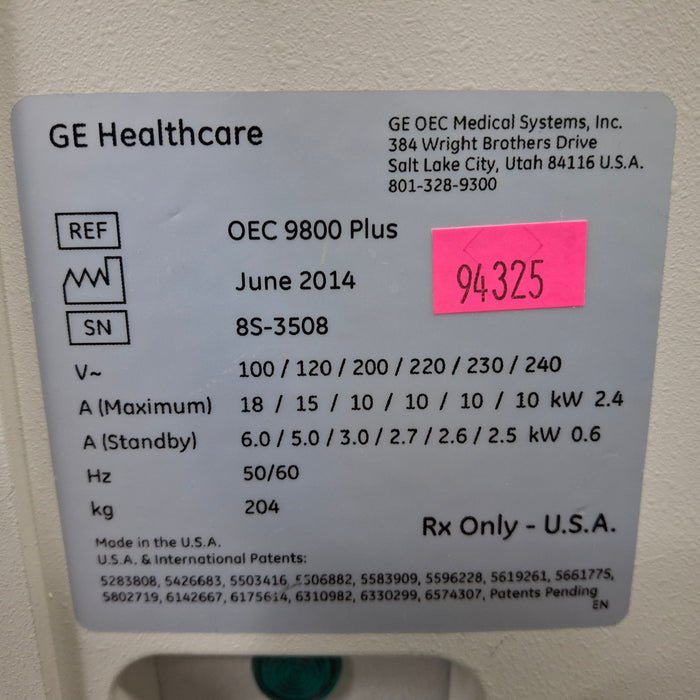 GE Healthcare
GE OEC Medical Systems, Inc.
384 Wright Brothers Drive
Salt Lake City, Utah 84116 U.S.A.
801-328-9300
REF OEC 9800 Plus
94325
June 2014
SN 8S-3508
V~ 100 / 120 / 200 / 220 / 230 / 240
A (Maximum) 18 / 15 / 10 / 10 / 10 / 10 kW 2.4
A (Standby) 6.0 / 5.0 / 3.0 / 2.7 / 2.6 / 2.5 kW 0.6
Hz 50/60
kg 204
Rx Only - U.S.A.
Made in the U.S.A.
U.S.A. & International Patents:
5283808, 5426683, 5503416, 5506882, 5583909, 5596228, 5619261, 5661775,
5802719, 6142667, 6175614, 6310982, 6330299, 6574307, Patents Pending
EN